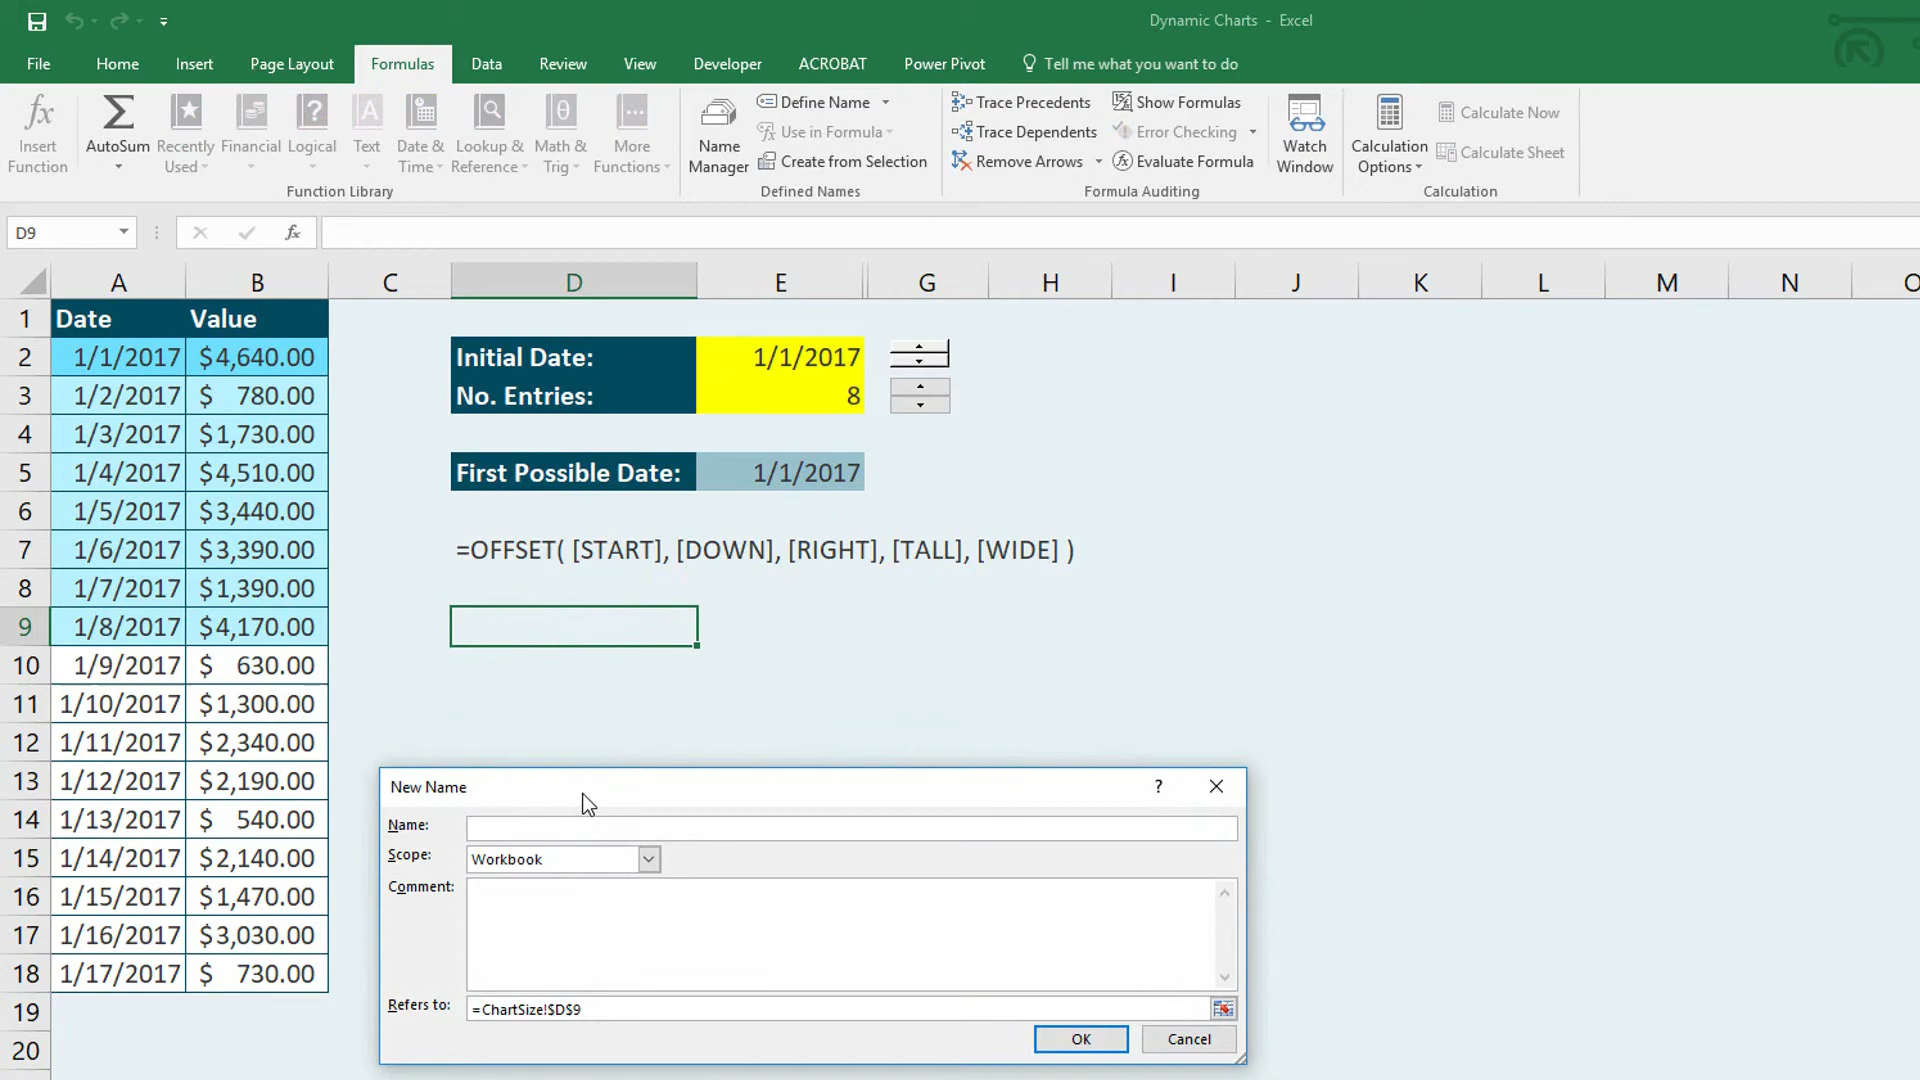 Dynamic Charts - Excel
File Home Insert Page Layout Formulas Data Review View Developer ACROBAT Power Pivot Tell me what you want to do
Insert Function
AutoSum
Recently Used
Financial
Logical
Text
Date & Time
Lookup & Reference
Math & Trig
More Functions
Function Library
Name Manager
Define Name
Use in Formula
Create from Selection
Defined Names
Trace Precedents
Trace Dependents
Remove Arrows
Show Formulas
Error Checking
Evaluate Formula
Formula Auditing
Watch Window
Calculation Options
Calculate Now
Calculate Sheet
Calculation
D9 fx
A B C D E G H I J K L M N O
1 Date Value
2 1/1/2017 $4,640.00 Initial Date: 1/1/2017
3 1/2/2017 $ 780.00 No. Entries: 8
4 1/3/2017 $1,730.00
5 1/4/2017 $4,510.00 First Possible Date: 1/1/2017
6 1/5/2017 $3,440.00
7 1/6/2017 $3,390.00 =OFFSET( [START], [DOWN], [RIGHT], [TALL], [WIDE] )
8 1/7/2017 $1,390.00
9 1/8/2017 $4,170.00
10 1/9/2017 $ 630.00
11 1/10/2017 $1,300.00
12 1/11/2017 $2,340.00
13 1/12/2017 $2,190.00
14 1/13/2017 $ 540.00
15 1/14/2017 $2,140.00
16 1/15/2017 $1,470.00
17 1/16/2017 $3,030.00
18 1/17/2017 $ 730.00
19
20
New Name ?
Name:
Scope: Workbook
Comment:
Refers to: =ChartSize!$D$9
OK Cancel